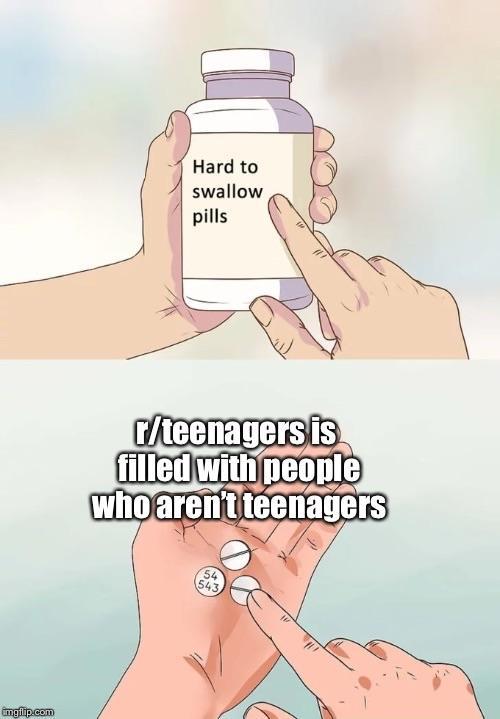 Hard to
swallow
pills
r/teenagers is
filled with people
who aren't teenagers
54
543
imgflip.com